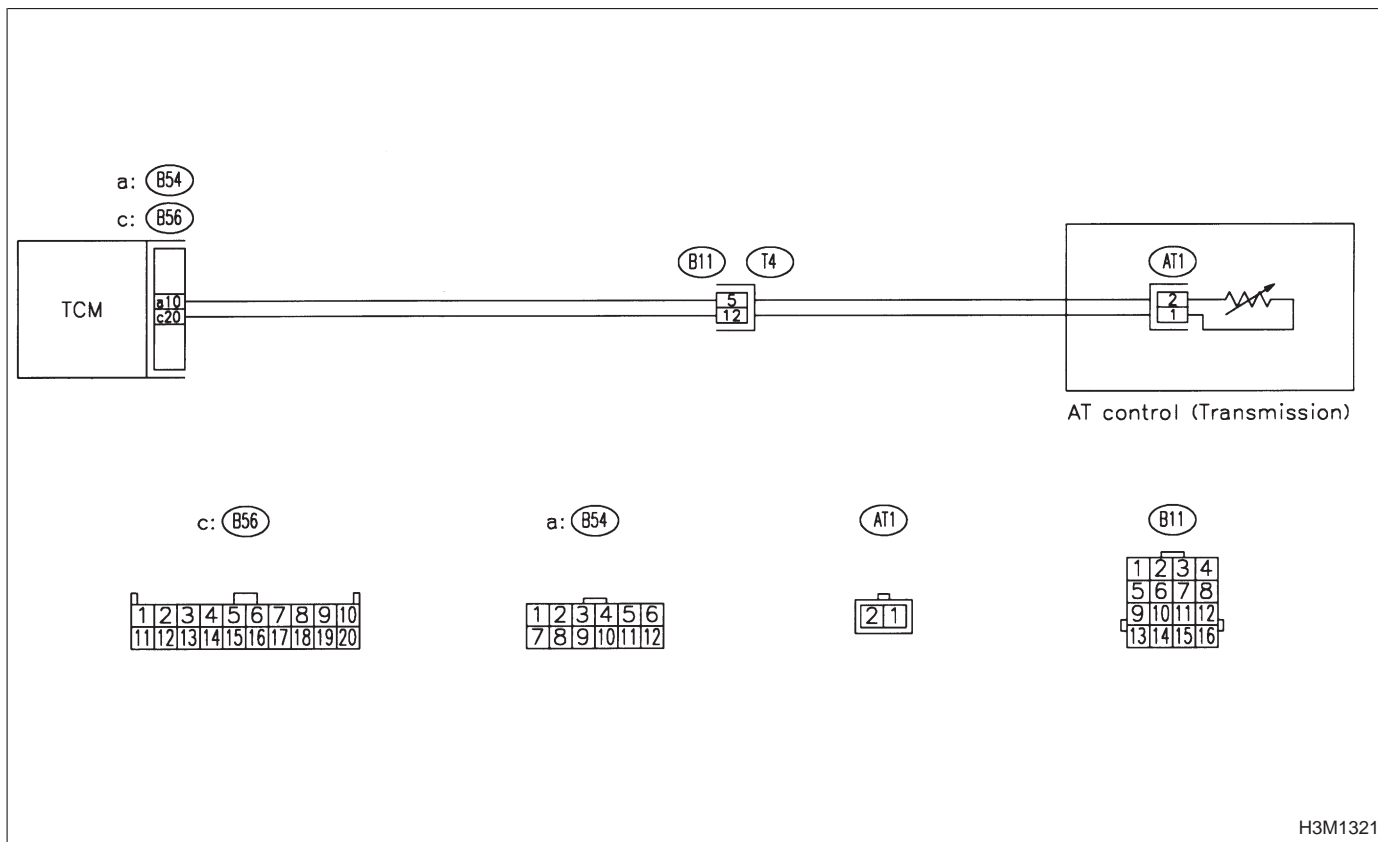 a: B54
c: B56
TCM
a10
c20
B11 T4
5
12
AT1
2
1
AT control (Transmission)
c: B56
1 2 3 4 5 6 7 8 9 10
11 12 13 14 15 16 17 18 19 20
a: B54
1 2 3 4 5 6
7 8 9 10 11 12
AT1
2 1
B11
1 2 3 4
5 6 7 8
9 10 11 12
13 14 15 16
H3M1321